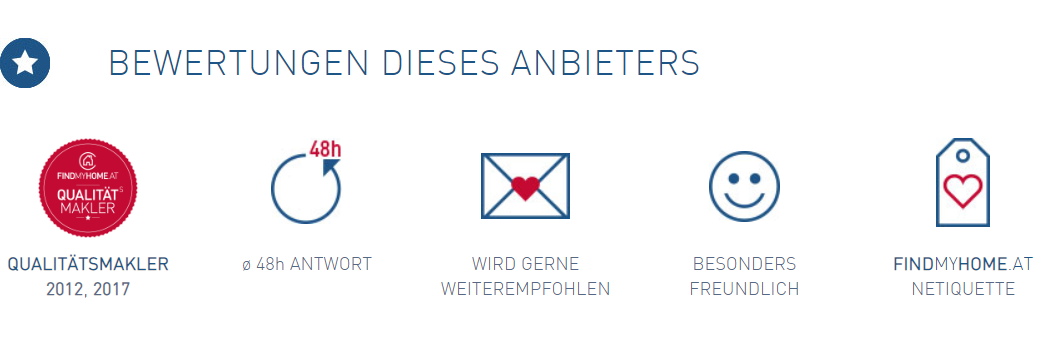 BEWERTUNGEN DIESES ANBIETERS
FINDMYHOME.AT
QUALITÄTS
MAKLER
QUALITÄTSMAKLER
2012, 2017
48h
ø 48h ANTWORT
WIRD GERNE
WEITEREMPFOHLEN
BESONDERS
FREUNDLICH
FINDMYHOME.AT
NETIQUETTE